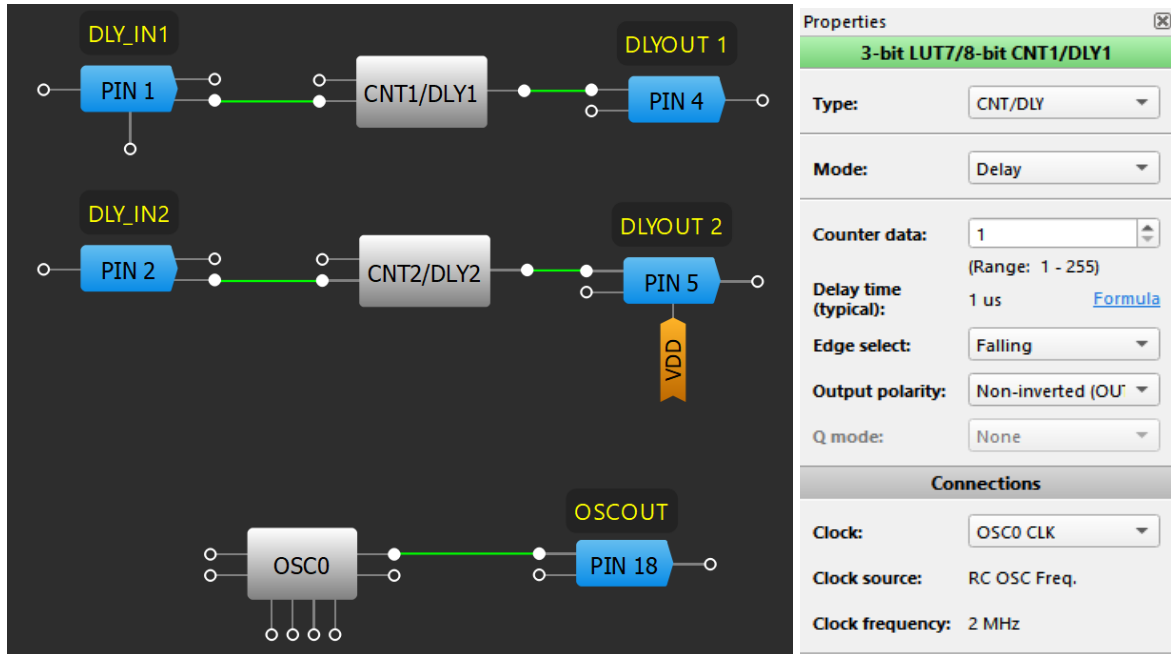 DLY_IN1
PIN 1
CNT1/DLY1
DLYOUT 1
PIN 4
DLY_IN2
PIN 2
CNT2/DLY2
DLYOUT 2
PIN 5
VDD
OSC0
OSCOUT
PIN 18
Properties
3-bit LUT7/8-bit CNT1/DLY1
Type: CNT/DLY
Mode: Delay
Counter data: 1
(Range: 1 - 255)
Delay time
(typical): 1 us Formula
Edge select: Falling
Output polarity: Non-inverted (OU
Q mode: None
Connections
Clock: OSC0 CLK
Clock source: RC OSC Freq.
Clock frequency: 2 MHz